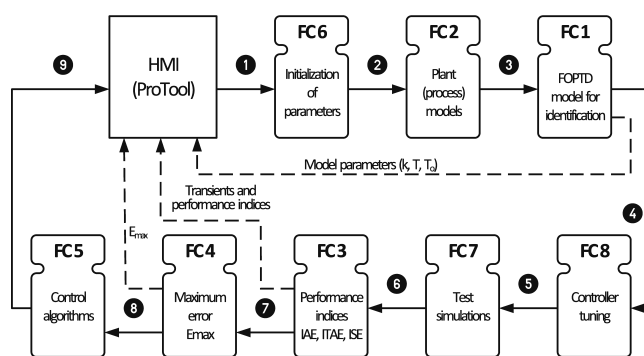 9
HMI
(ProTool)
1
FC6
Initialization
of
parameters
2
FC2
Plant
(process)
models
3
FC1
FOPTD
model for
identification
Model parameters (k, T, T₀)
Transients and
performance indices
Emax
4
FC5
Control
algorithms
8
FC4
Maximum
error
Emax
7
FC3
Performance
indices
IAE, ITAE, ISE
6
FC7
Test
simulations
5
FC8
Controller
tuning